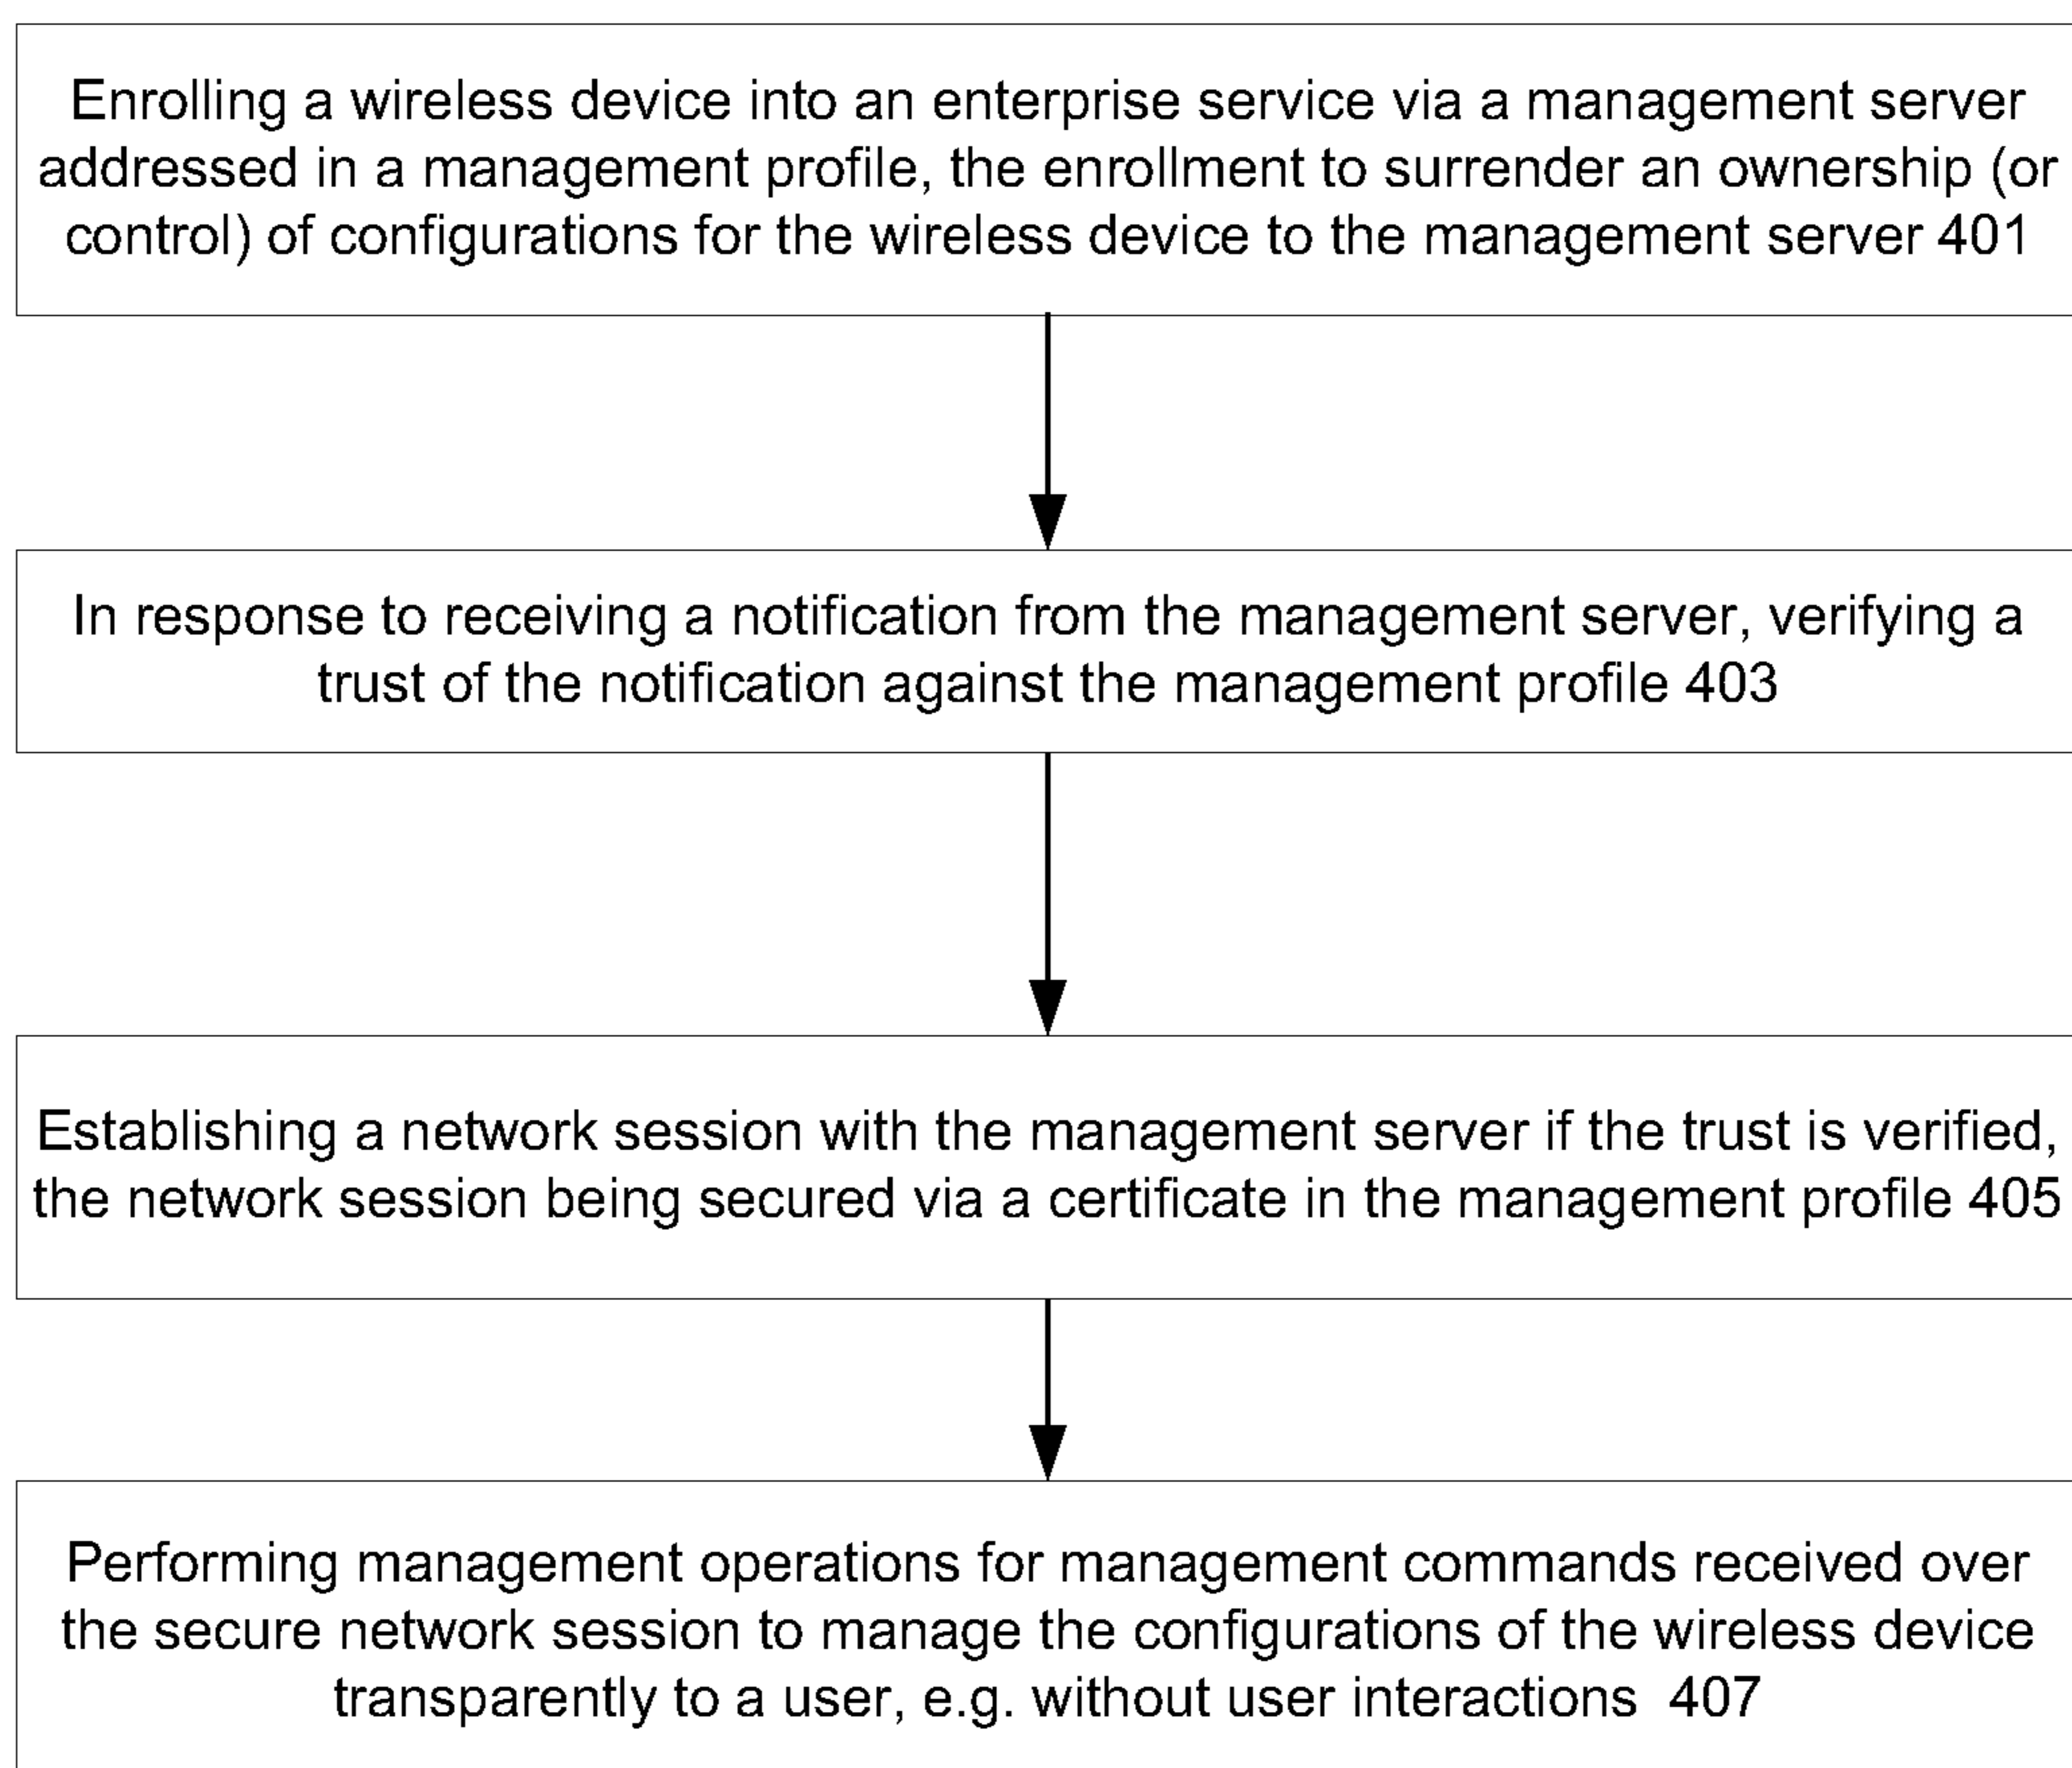 Enrolling a wireless device into an enterprise service via a management server
addressed in a management profile, the enrollment to surrender an ownership (or
control) of configurations for the wireless device to the management server 401
In response to receiving a notification from the management server, verifying a
trust of the notification against the management profile 403
Establishing a network session with the management server if the trust is verified,
the network session being secured via a certificate in the management profile 405
Performing management operations for management commands received over
the secure network session to manage the configurations of the wireless device
transparently to a user, e.g. without user interactions 407